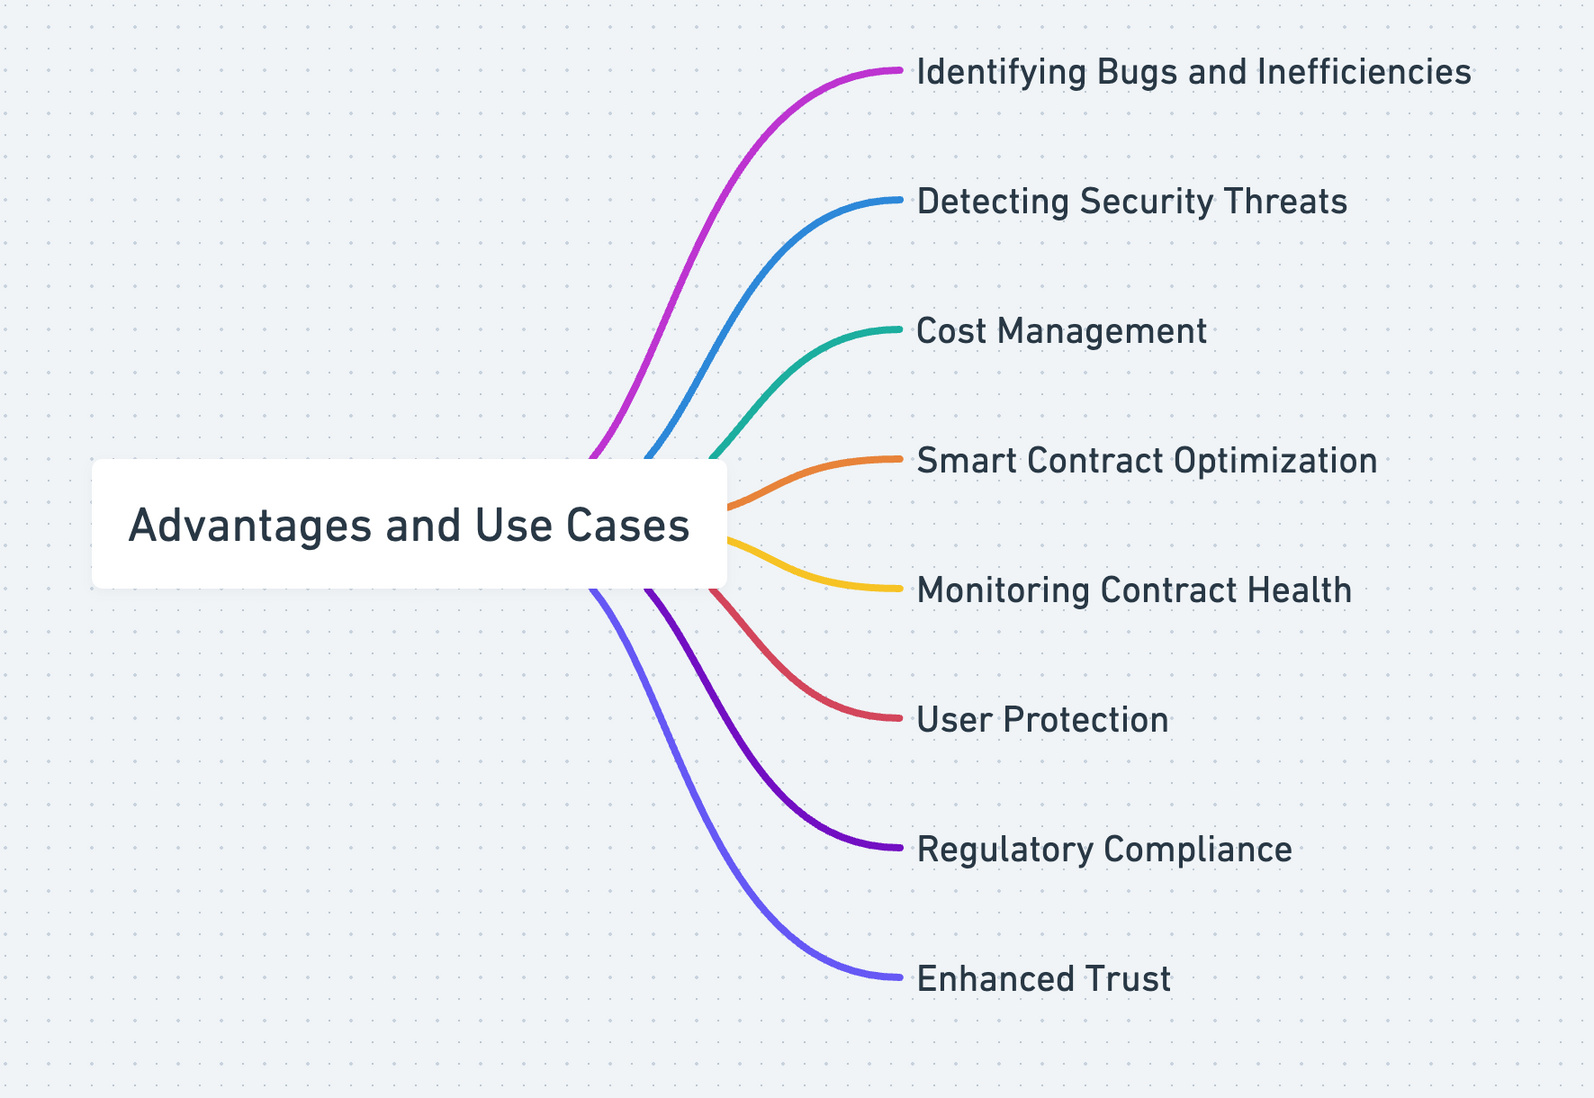 Identifying Bugs and Inefficiencies
Detecting Security Threats
Cost Management
Smart Contract Optimization
Advantages and Use Cases
Monitoring Contract Health
User Protection
Regulatory Compliance
Enhanced Trust